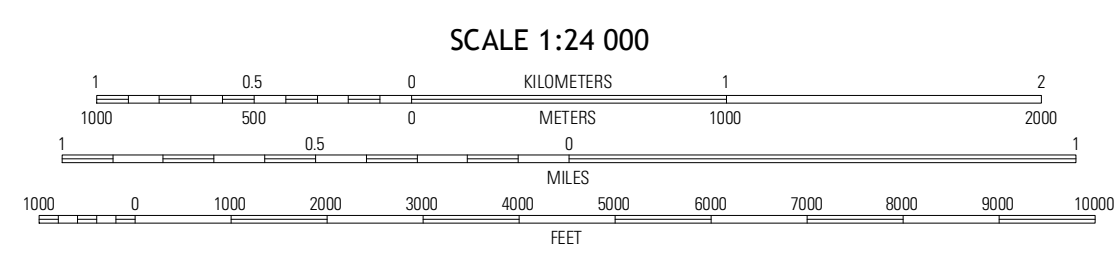 SCALE 1:24 000
1 0.5 0 KILOMETERS 1 2
1000 500 0 METERS 1000 2000
1 0.5 0 1
MILES
1000 0 1000 2000 3000 4000 5000 6000 7000 8000 9000 10000
FEET